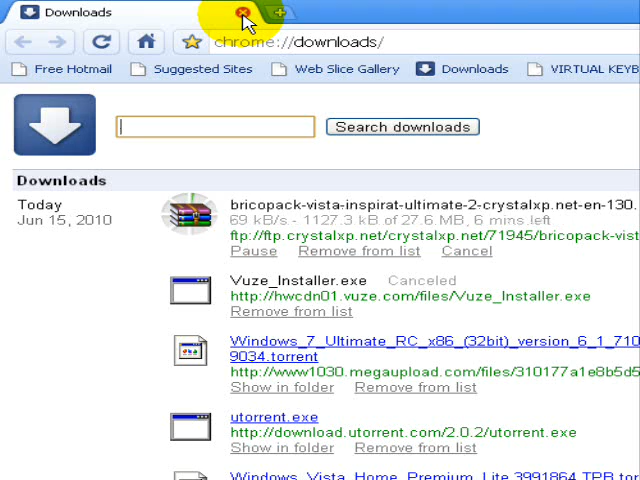 Downloads
chrome://downloads/
Free Hotmail Suggested Sites Web Slice Gallery Downloads VIRTUAL KEYB
Search downloads
Downloads
Today
Jun 15, 2010
bricopack-vista-inspirat-ultimate-2-crystalxp.net-en-130.
69 kB/s - 1127.3 kB of 27.6 MB, 6 mins left
ftp://ftp.crystalxp.net/crystalxp.net/71945/bricopack-vist
Pause Remove from list Cancel
Vuze_Installer.exe Canceled
http://hwcdn01.vuze.com/files/Vuze_Installer.exe
Remove from list
Windows_7_Ultimate_RC_x86_(32bit)_version_6_1_710
9034.torrent
http://www1030.megaupload.com/files/310177a1e8b5d5
Show in folder Remove from list
utorrent.exe
http://download.utorrent.com/2.0.2/utorrent.exe
Show in folder Remove from list
Windows_Vista_Home_Premium_Lite.3991864.TPB.tor